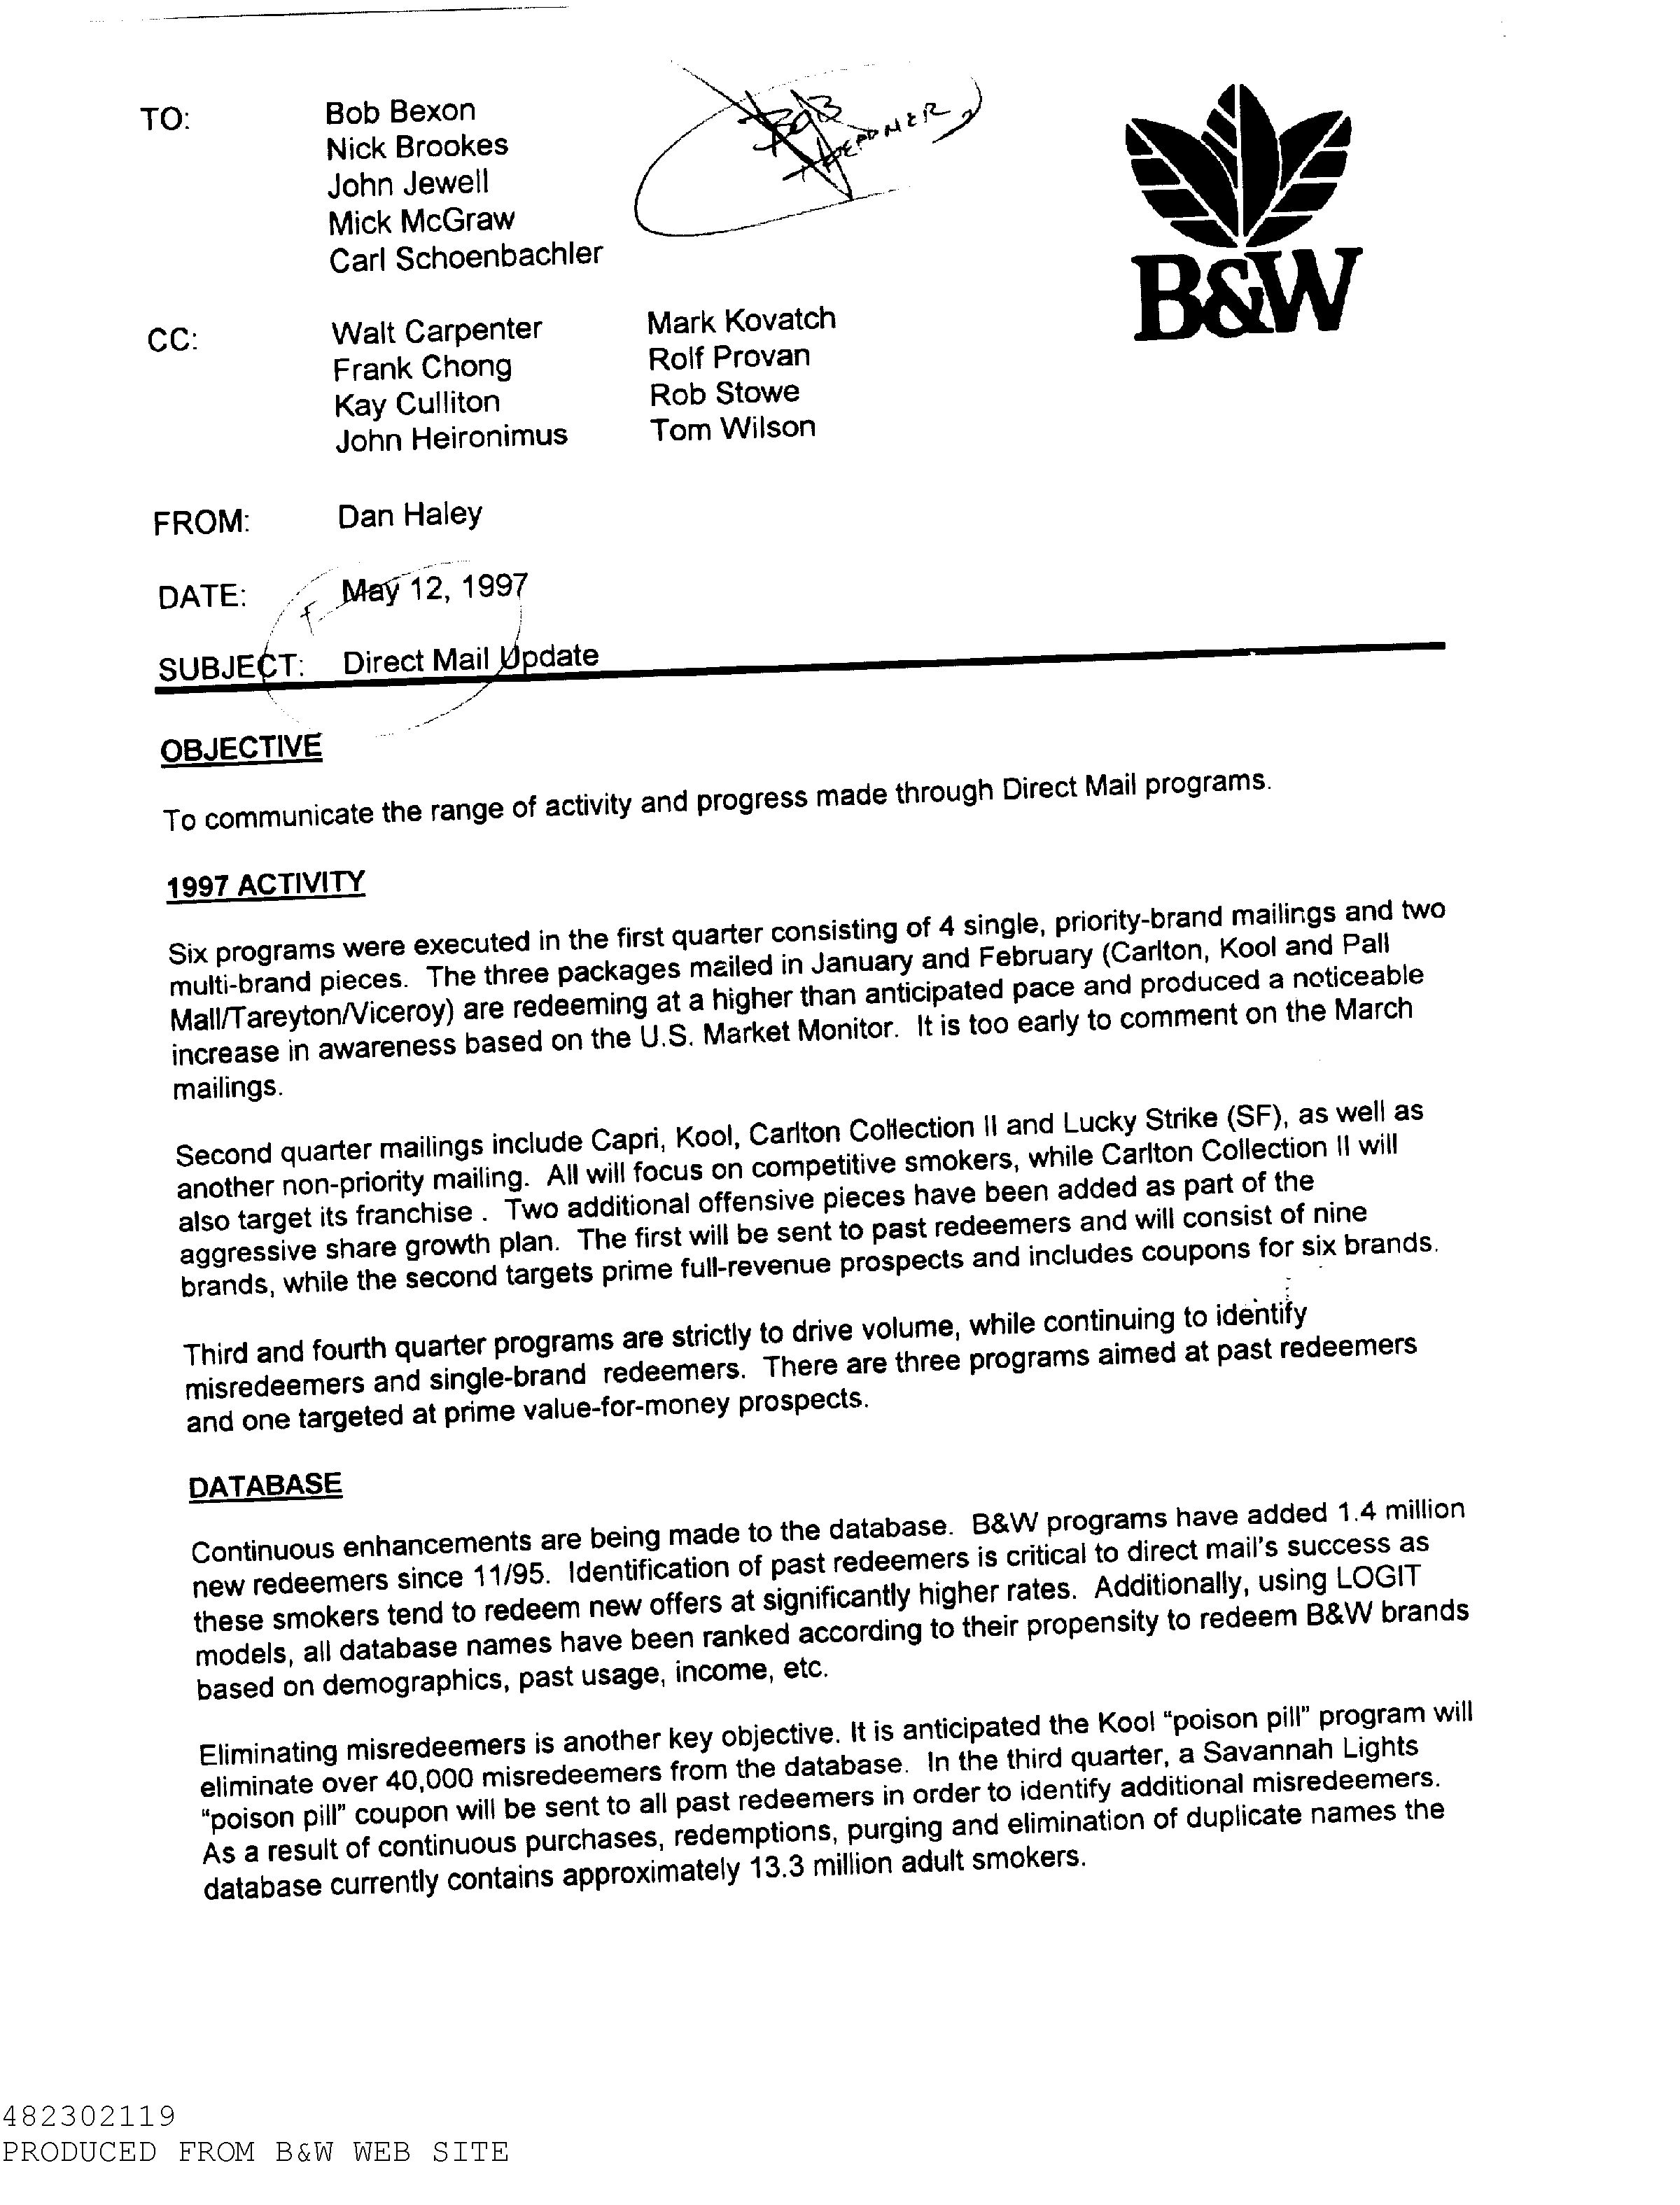 TO: Bob Bexon
Nick Brookes
John Jewell
Mick McGraw
Carl Schoenbachler
BOB
B&W
CC: Walt Carpenter Mark Kovatch
Frank Chong Rolf Provan
Kay Culliton Rob Stowe
John Heironimus Tom Wilson
FROM: Dan Haley
DATE: May 12, 1997
SUBJECT: Direct Mail Update
OBJECTIVE
To communicate the range of activity and progress made through Direct Mail programs.
1997 ACTIVITY
Six programs were executed in the first quarter consisting of 4 single, priority-brand mailings and two
multi-brand pieces. The three packages mailed in January and February (Carlton, Kool and Pall
Mall/Tareyton/Viceroy) are redeeming at a higher than anticipated pace and produced a noticeable
increase in awareness based on the U.S. Market Monitor. It is too early to comment on the March
mailings.
Second quarter mailings include Capri, Kool, Carlton Collection II and Lucky Strike (SF), as well as
another non-priority mailing. All will focus on competitive smokers, while Carlton Collection II will
also target its franchise . Two additional offensive pieces have been added as part of the
aggressive share growth plan. The first will be sent to past redeemers and will consist of nine
brands, while the second targets prime full-revenue prospects and includes coupons for six brands.
Third and fourth quarter programs are strictly to drive volume, while continuing to identify
misredeemers and single-brand redeemers. There are three programs aimed at past redeemers
and one targeted at prime value-for-money prospects.
DATABASE
Continuous enhancements are being made to the database. B&W programs have added 1.4 million
new redeemers since 11/95. Identification of past redeemers is critical to direct mail's success as
these smokers tend to redeem new offers at significantly higher rates. Additionally, using LOGIT
models, all database names have been ranked according to their propensity to redeem B&W brands
based on demographics, past usage, income, etc.
Eliminating misredeemers is another key objective. It is anticipated the Kool “poison pill” program will
eliminate over 40,000 misredeemers from the database. In the third quarter, a Savannah Lights
“poison pill” coupon will be sent to all past redeemers in order to identify additional misredeemers.
As a result of continuous purchases, redemptions, purging and elimination of duplicate names the
database currently contains approximately 13.3 million adult smokers.
482302119
PRODUCED FROM B&W WEB SITE